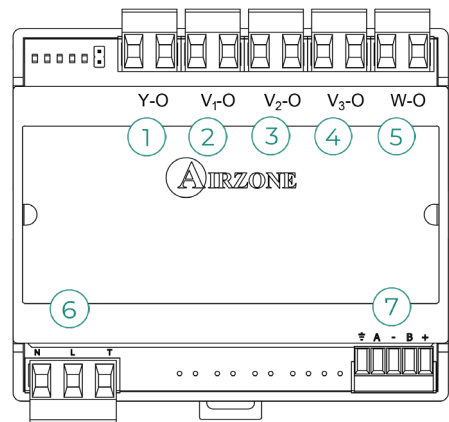 Y-O V₁-O V₂-O V₃-O W-O
1 2 3 4 5
AIRZONE
6 7
⏚ A - B +
N L T